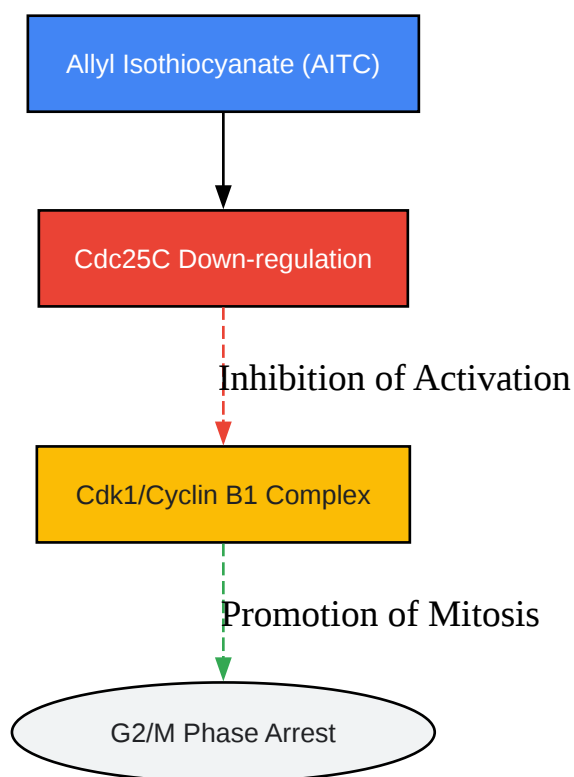 Allyl Isothiocyanate (AITC)
Cdc25C Down-regulation
Inhibition of Activation
Cdk1/Cyclin B1 Complex
Promotion of Mitosis
G2/M Phase Arrest